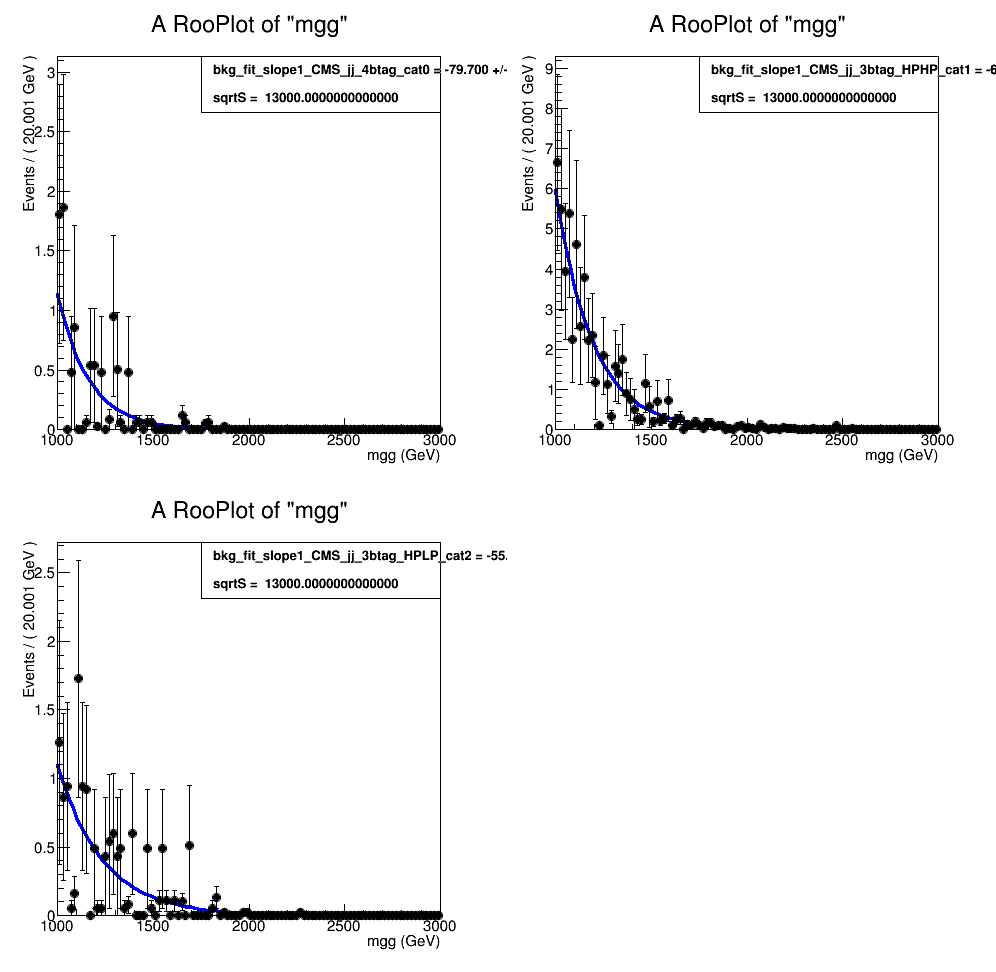 A RooPlot of "mgg"
bkg_fit_slope1_CMS_jj_4btag_cat0 = -79.700 +/-
sqrtS = 13000.0000000000000
Events / ( 20.001 GeV )
3
2.5
2
1.5
1
0.5
0
1000 1500 2000 2500 3000
mgg (GeV)
A RooPlot of "mgg"
bkg_fit_slope1_CMS_jj_3btag_HPHP_cat1 = -6
sqrtS = 13000.0000000000000
Events / ( 20.001 GeV )
9
8
7
6
5
4
3
2
1
0
1000 1500 2000 2500 3000
mgg (GeV)
A RooPlot of "mgg"
bkg_fit_slope1_CMS_jj_3btag_HPLP_cat2 = -55.
sqrtS = 13000.0000000000000
Events / ( 20.001 GeV )
2.5
2
1.5
1
0.5
0
1000 1500 2000 2500 3000
mgg (GeV)